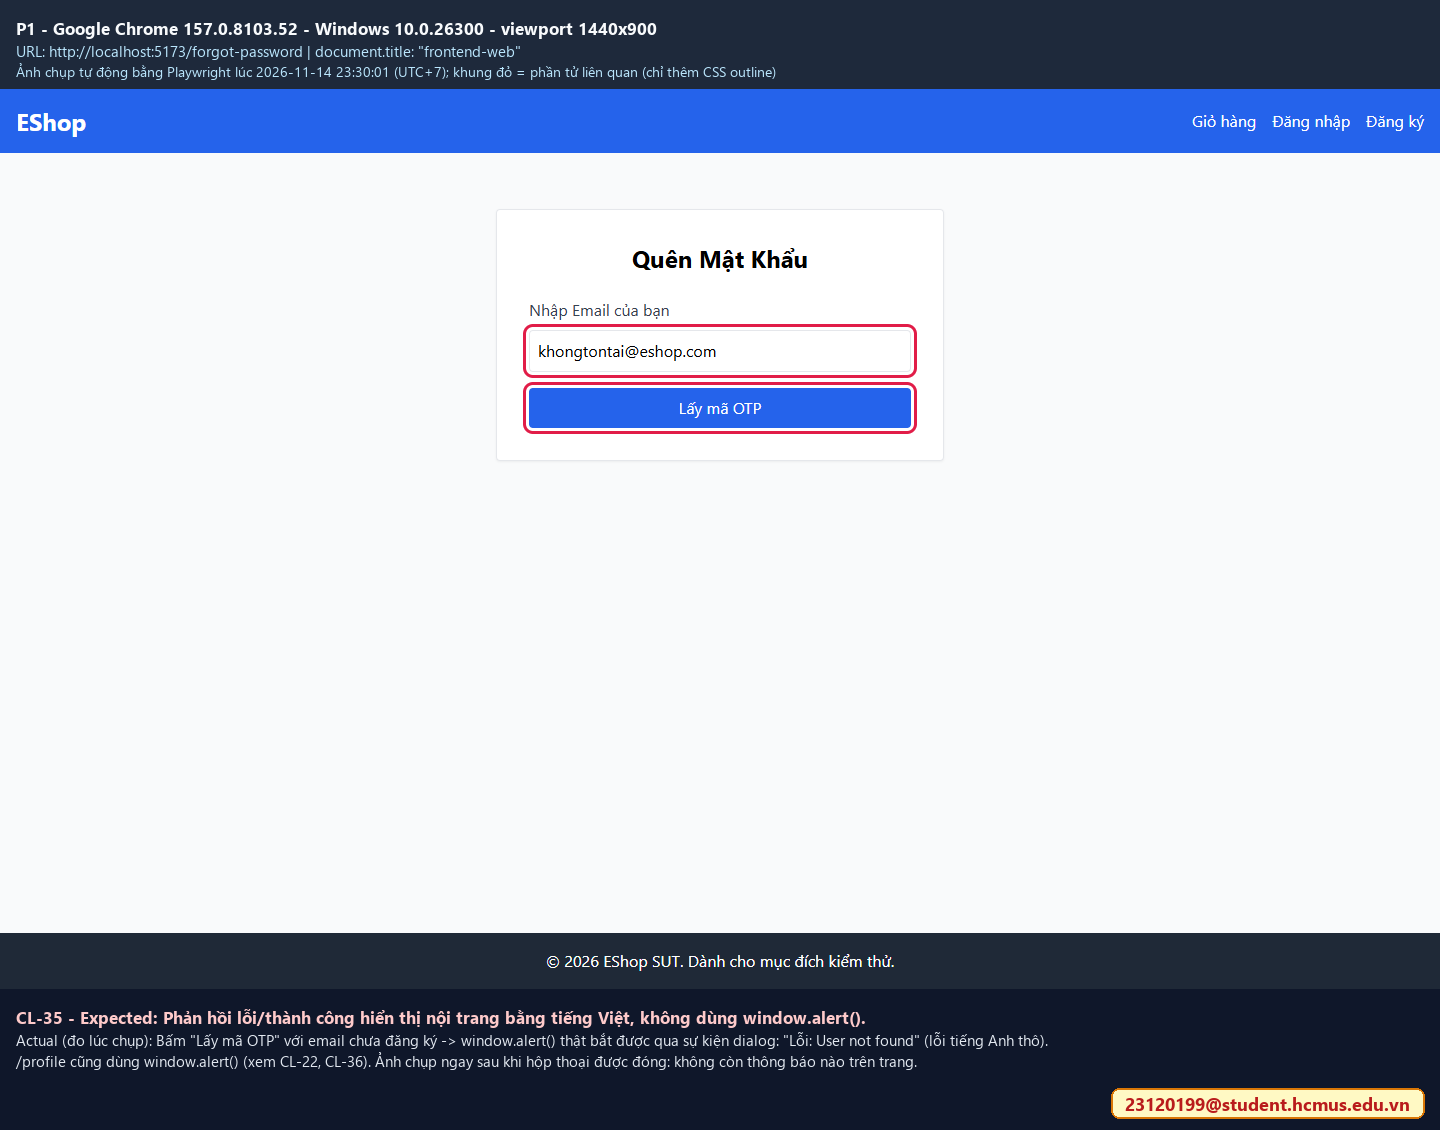 P1 - Google Chrome 157.0.8103.52 - Windows 10.0.26300 - viewport 1440x900
URL: http://localhost:5173/forgot-password | document.title: "frontend-web"
Ảnh chụp tự động bằng Playwright lúc 2026-11-14 23:30:01 (UTC+7); khung đỏ = phần tử liên quan (chỉ thêm CSS outline)
EShop
Giỏ hàng
Đăng nhập
Đăng ký
Quên Mật Khẩu
Nhập Email của bạn
khongtontai@eshop.com
Lấy mã OTP
© 2026 EShop SUT. Dành cho mục đích kiểm thử.
CL-35 - Expected: Phản hồi lỗi/thành công hiển thị nội trang bằng tiếng Việt, không dùng window.alert().
Actual (đo lúc chụp): Bấm "Lấy mã OTP" với email chưa đăng ký -> window.alert() thật bắt được qua sự kiện dialog: "Lỗi: User not found" (lỗi tiếng Anh thô).
/profile cũng dùng window.alert() (xem CL-22, CL-36). Ảnh chụp ngay sau khi hộp thoại được đóng: không còn thông báo nào trên trang.
23120199@student.hcmus.edu.vn